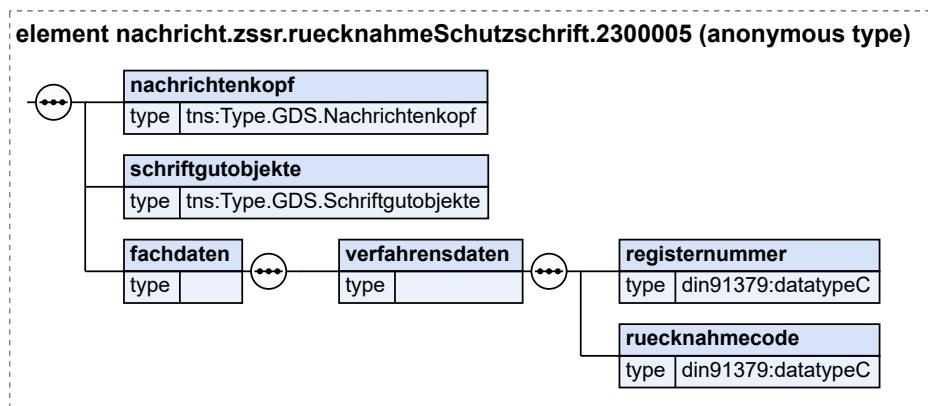 element nachricht.zssr.ruecknahmeSchutzschrift.2300005 (anonymous type)
nachrichtenkopf
type tns:Type.GDS.Nachrichtenkopf
schriftgutobjekte
type tns:Type.GDS.Schriftgutobjekte
fachdaten
type
verfahrensdaten
type
registernummer
type din91379:datatypeC
ruecknahmecode
type din91379:datatypeC